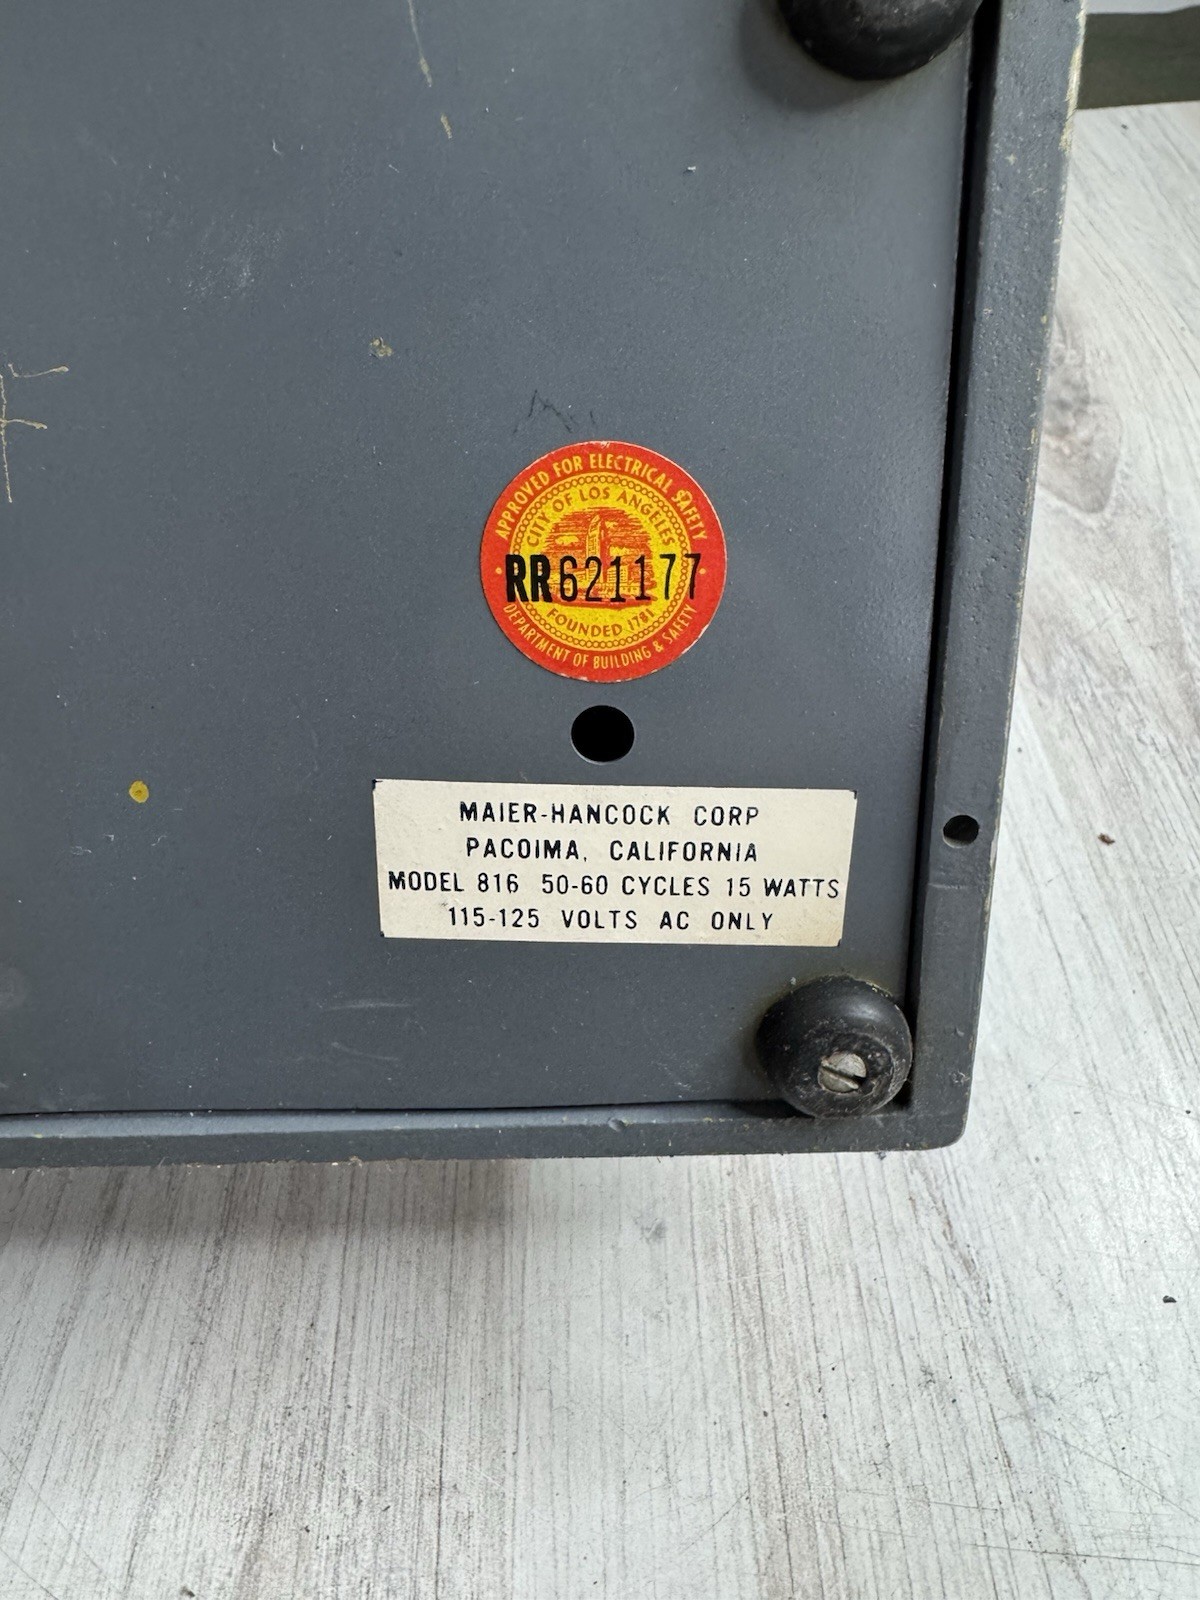 APPROVED FOR ELECTRICAL SAFETY
CITY OF LOS ANGELES
RR621177
FOUNDED 1781
DEPARTMENT OF BUILDING & SAFETY
MAIER-HANCOCK CORP
PACOIMA, CALIFORNIA
MODEL 816 50-60 CYCLES 15 WATTS
115-125 VOLTS AC ONLY